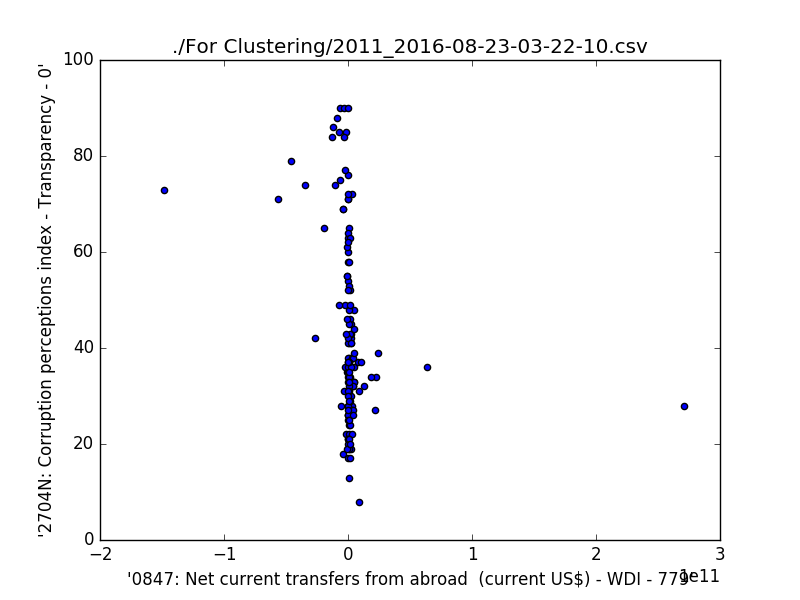 ./For Clustering/2011_2016-08-23-03-22-10.csv
100
80
60
40
20
0
'2704N: Corruption perceptions index - Transparency - 0'
−2 −1 0 1 2 3
1e11
'0847: Net current transfers from abroad (current US$) - WDI - 779'